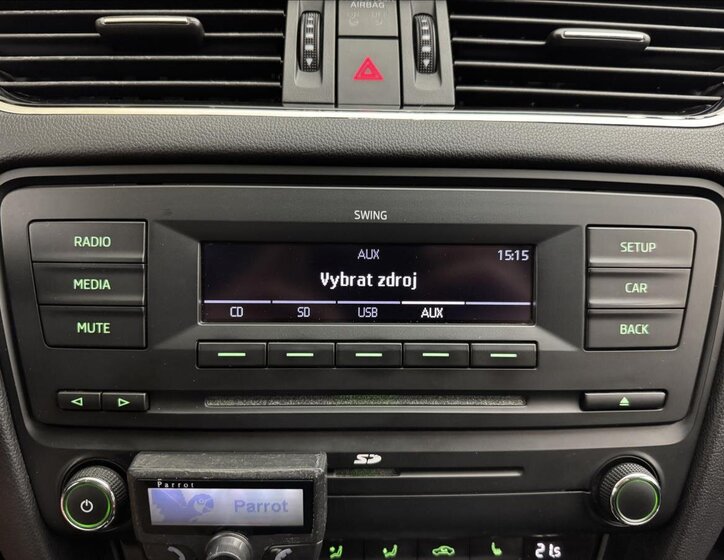 AIRBAG
SWING
RADIO
MEDIA
MUTE
AUX 15:15
Vybrat zdroj
CD SD USB AUX
SETUP
CAR
BACK
SD
Parrot
Parrot